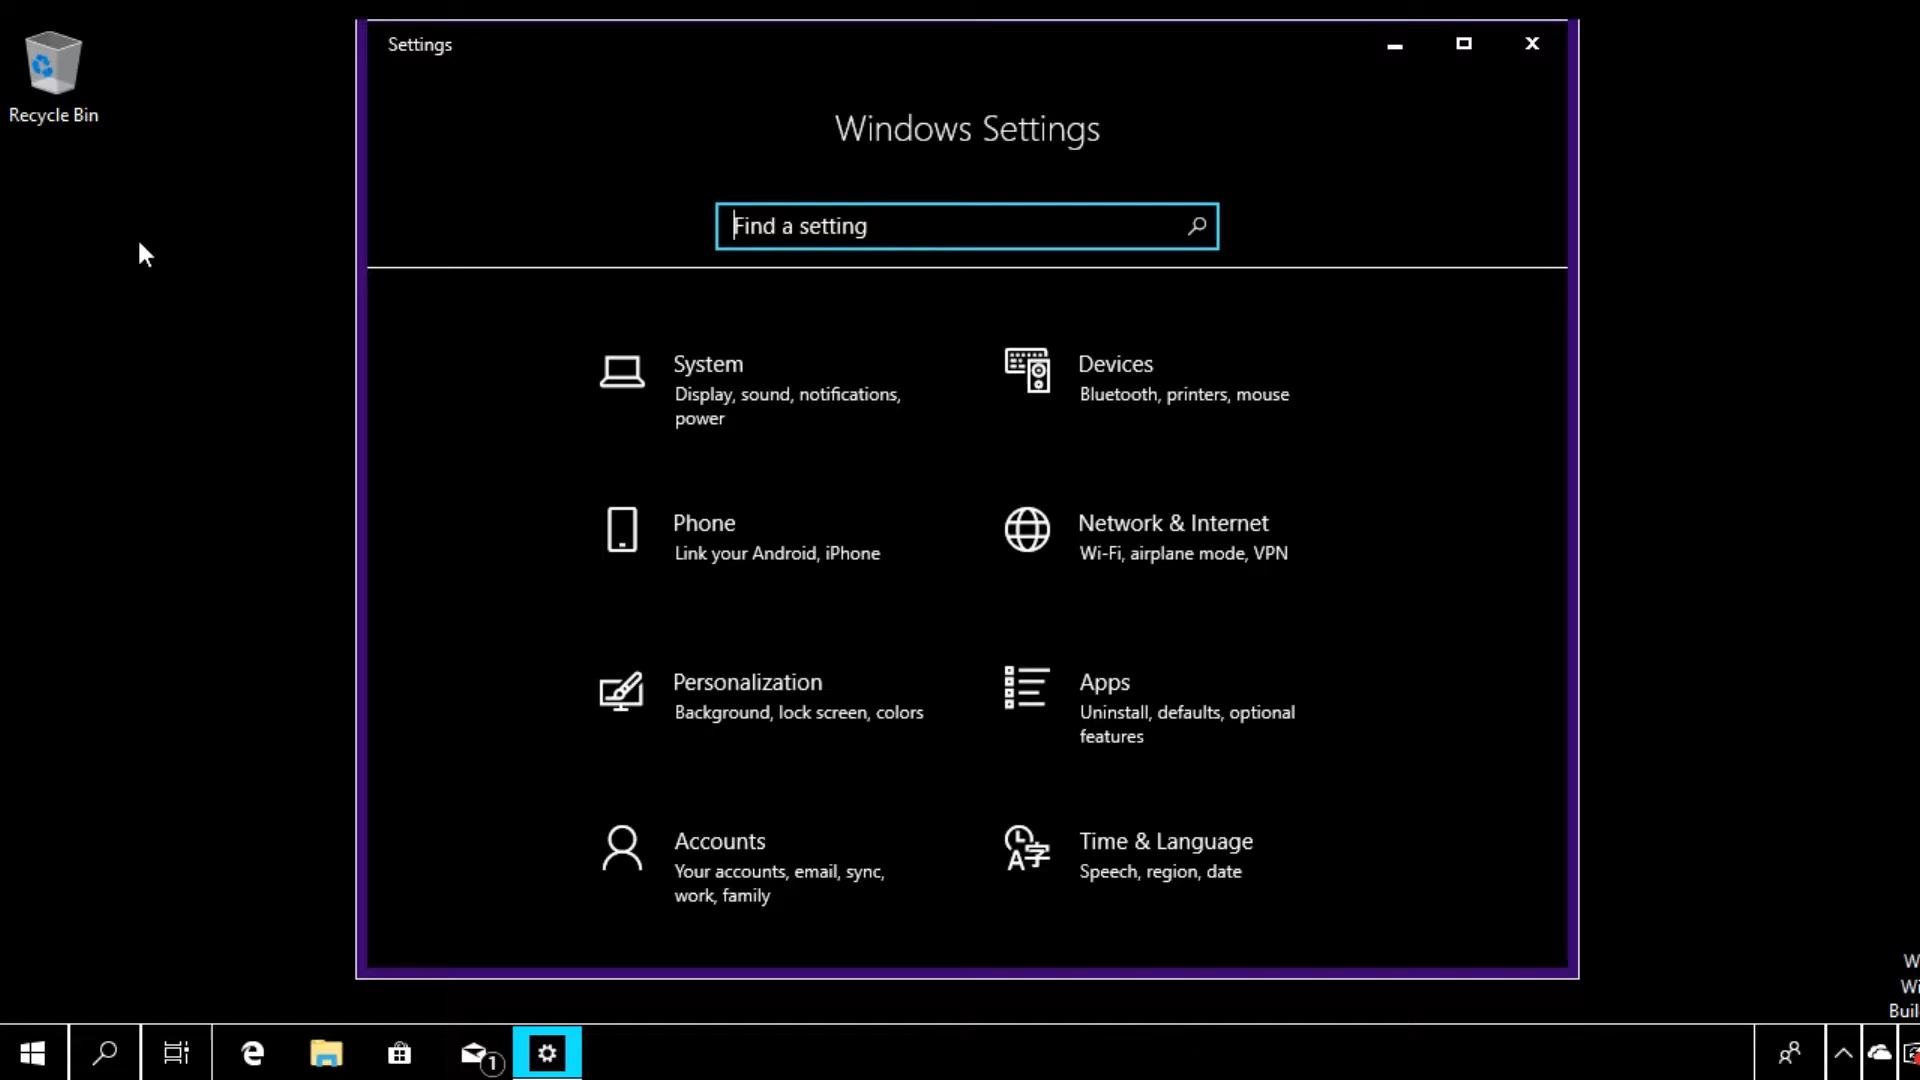 Settings
Recycle Bin
Windows Settings
Find a setting
System
Display, sound, notifications,
power
Devices
Bluetooth, printers, mouse
Phone
Link your Android, iPhone
Network & Internet
Wi-Fi, airplane mode, VPN
Personalization
Background, lock screen, colors
Apps
Uninstall, defaults, optional
features
Accounts
Your accounts, email, sync,
work, family
Time & Language
Speech, region, date
1